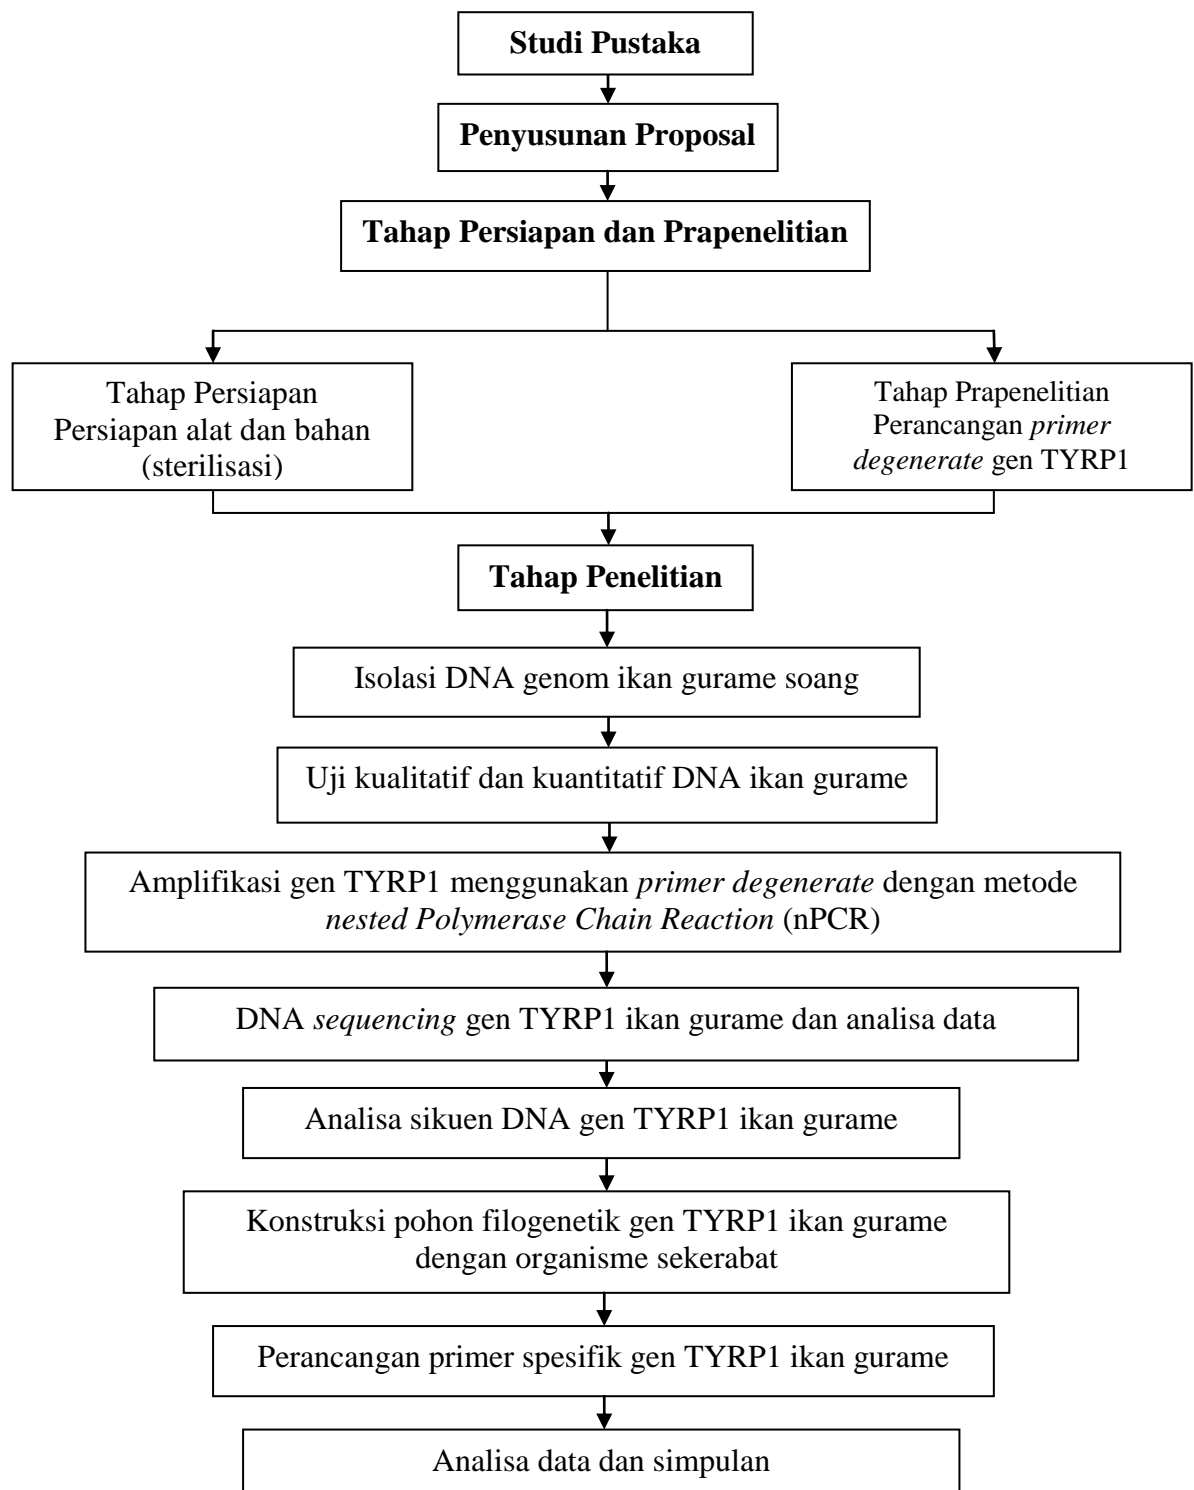 Studi Pustaka
Penyusunan Proposal
Tahap Persiapan dan Prapenelitian
Tahap Persiapan
Persiapan alat dan bahan
(sterilisasi)
Tahap Prapenelitian
Perancangan primer
degenerate gen TYRP1
Tahap Penelitian
Isolasi DNA genom ikan gurame soang
Uji kualitatif dan kuantitatif DNA ikan gurame
Amplifikasi gen TYRP1 menggunakan primer degenerate dengan metode
nested Polymerase Chain Reaction (nPCR)
DNA sequencing gen TYRP1 ikan gurame dan analisa data
Analisa sikuen DNA gen TYRP1 ikan gurame
Konstruksi pohon filogenetik gen TYRP1 ikan gurame
dengan organisme sekerabat
Perancangan primer spesifik gen TYRP1 ikan gurame
Analisa data dan simpulan